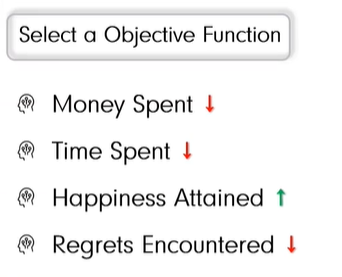 Select a Objective Function
Money Spent ↓
Time Spent ↓
Happiness Attained ↑
Regrets Encountered ↓